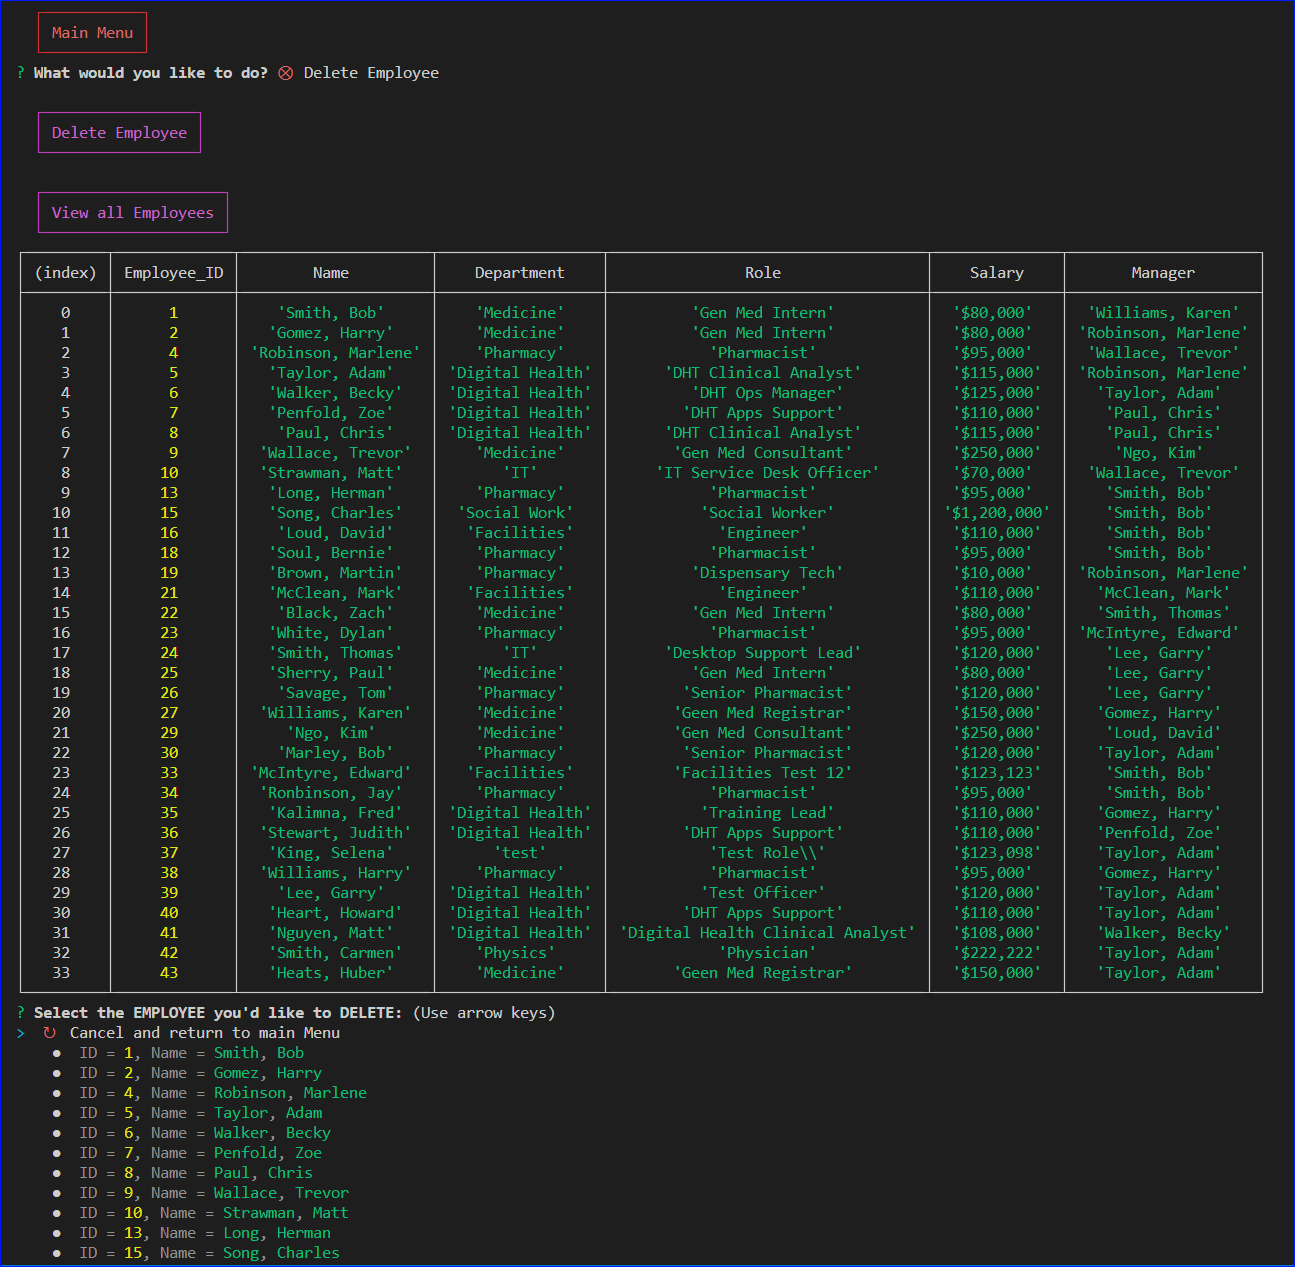 Main Menu
? What would you like to do? ⊗ Delete Employee
Delete Employee
View all Employees
(index) Employee_ID Name Department Role Salary Manager
0 1 'Smith, Bob' 'Medicine' 'Gen Med Intern' '$80,000' 'Williams, Karen'
1 2 'Gomez, Harry' 'Medicine' 'Gen Med Intern' '$80,000' 'Robinson, Marlene'
2 4 'Robinson, Marlene' 'Pharmacy' 'Pharmacist' '$95,000' 'Wallace, Trevor'
3 5 'Taylor, Adam' 'Digital Health' 'DHT Clinical Analyst' '$115,000' 'Robinson, Marlene'
4 6 'Walker, Becky' 'Digital Health' 'DHT Ops Manager' '$125,000' 'Taylor, Adam'
5 7 'Penfold, Zoe' 'Digital Health' 'DHT Apps Support' '$110,000' 'Paul, Chris'
6 8 'Paul, Chris' 'Digital Health' 'DHT Clinical Analyst' '$115,000' 'Paul, Chris'
7 9 'Wallace, Trevor' 'Medicine' 'Gen Med Consultant' '$250,000' 'Ngo, Kim'
8 10 'Strawman, Matt' 'IT' 'IT Service Desk Officer' '$70,000' 'Wallace, Trevor'
9 13 'Long, Herman' 'Pharmacy' 'Pharmacist' '$95,000' 'Smith, Bob'
10 15 'Song, Charles' 'Social Work' 'Social Worker' '$1,200,000' 'Smith, Bob'
11 16 'Loud, David' 'Facilities' 'Engineer' '$110,000' 'Smith, Bob'
12 18 'Soul, Bernie' 'Pharmacy' 'Pharmacist' '$95,000' 'Smith, Bob'
13 19 'Brown, Martin' 'Pharmacy' 'Dispensary Tech' '$10,000' 'Robinson, Marlene'
14 21 'McClean, Mark' 'Facilities' 'Engineer' '$110,000' 'McClean, Mark'
15 22 'Black, Zach' 'Medicine' 'Gen Med Intern' '$80,000' 'Smith, Thomas'
16 23 'White, Dylan' 'Pharmacy' 'Pharmacist' '$95,000' 'McIntyre, Edward'
17 24 'Smith, Thomas' 'IT' 'Desktop Support Lead' '$120,000' 'Lee, Garry'
18 25 'Sherry, Paul' 'Medicine' 'Gen Med Intern' '$80,000' 'Lee, Garry'
19 26 'Savage, Tom' 'Pharmacy' 'Senior Pharmacist' '$120,000' 'Lee, Garry'
20 27 'Williams, Karen' 'Medicine' 'Geen Med Registrar' '$150,000' 'Gomez, Harry'
21 29 'Ngo, Kim' 'Medicine' 'Gen Med Consultant' '$250,000' 'Loud, David'
22 30 'Marley, Bob' 'Pharmacy' 'Senior Pharmacist' '$120,000' 'Taylor, Adam'
23 33 'McIntyre, Edward' 'Facilities' 'Facilities Test 12' '$123,123' 'Smith, Bob'
24 34 'Ronbinson, Jay' 'Pharmacy' 'Pharmacist' '$95,000' 'Smith, Bob'
25 35 'Kalimna, Fred' 'Digital Health' 'Training Lead' '$110,000' 'Gomez, Harry'
26 36 'Stewart, Judith' 'Digital Health' 'DHT Apps Support' '$110,000' 'Penfold, Zoe'
27 37 'King, Selena' 'test' 'Test Role\\' '$123,098' 'Taylor, Adam'
28 38 'Williams, Harry' 'Pharmacy' 'Pharmacist' '$95,000' 'Gomez, Harry'
29 39 'Lee, Garry' 'Digital Health' 'Test Officer' '$120,000' 'Taylor, Adam'
30 40 'Heart, Howard' 'Digital Health' 'DHT Apps Support' '$110,000' 'Taylor, Adam'
31 41 'Nguyen, Matt' 'Digital Health' 'Digital Health Clinical Analyst' '$108,000' 'Walker, Becky'
32 42 'Smith, Carmen' 'Physics' 'Physician' '$222,222' 'Taylor, Adam'
33 43 'Heats, Huber' 'Medicine' 'Geen Med Registrar' '$150,000' 'Taylor, Adam'
? Select the EMPLOYEE you'd like to DELETE: (Use arrow keys)
> ↻ Cancel and return to main Menu
● ID = 1, Name = Smith, Bob
● ID = 2, Name = Gomez, Harry
● ID = 4, Name = Robinson, Marlene
● ID = 5, Name = Taylor, Adam
● ID = 6, Name = Walker, Becky
● ID = 7, Name = Penfold, Zoe
● ID = 8, Name = Paul, Chris
● ID = 9, Name = Wallace, Trevor
● ID = 10, Name = Strawman, Matt
● ID = 13, Name = Long, Herman
● ID = 15, Name = Song, Charles